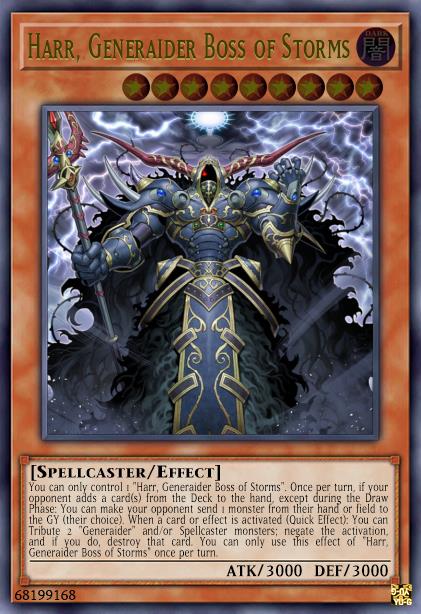 HARR, GENERAIDER BOSS OF STORMS
DARK
闇
[SPELLCASTER/EFFECT]
You can only control 1 "Harr, Generaider Boss of Storms". Once per turn, if your
opponent adds a card(s) from the Deck to the hand, except during the Draw
Phase: You can make your opponent send 1 monster from their hand or field to
the GY (their choice). When a card or effect is activated (Quick Effect): You can
Tribute 2 "Generaider" and/or Spellcaster monsters; negate the activation,
and if you do, destroy that card. You can only use this effect of "Harr,
Generaider Boss of Storms" once per turn.
ATK/3000 DEF/3000
68199168